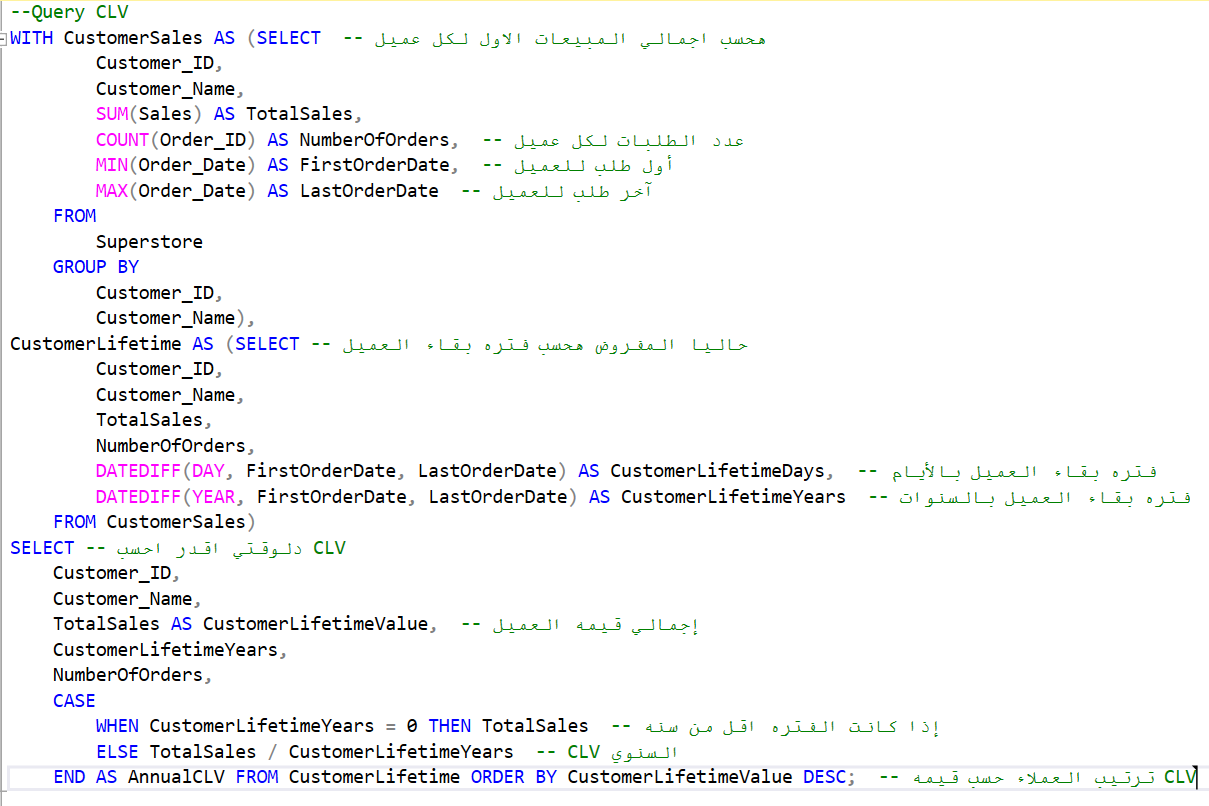 --Query CLV
WITH CustomerSales AS (SELECT  -- هحسب اجمالي المبيعات الاول لكل عميل
Customer_ID,
Customer_Name,
SUM(Sales) AS TotalSales,
COUNT(Order_ID) AS NumberOfOrders,  -- عدد الطلبات لكل عميل
MIN(Order_Date) AS FirstOrderDate,  -- أول طلب للعميل
MAX(Order_Date) AS LastOrderDate  -- آخر طلب للعميل
FROM
Superstore
GROUP BY
Customer_ID,
Customer_Name),
CustomerLifetime AS (SELECT -- حاليا المفروض هحسب فتره بقاء العميل
Customer_ID,
Customer_Name,
TotalSales,
NumberOfOrders,
DATEDIFF(DAY, FirstOrderDate, LastOrderDate) AS CustomerLifetimeDays,  -- فتره بقاء العميل بالأيام
DATEDIFF(YEAR, FirstOrderDate, LastOrderDate) AS CustomerLifetimeYears  -- فتره بقاء العميل بالسنوات
FROM CustomerSales)
SELECT -- دلوقتي اقدر احسب CLV
Customer_ID,
Customer_Name,
TotalSales AS CustomerLifetimeValue,  -- إجمالي قيمه العميل
CustomerLifetimeYears,
NumberOfOrders,
CASE
WHEN CustomerLifetimeYears = 0 THEN TotalSales  -- إذا كانت الفتره اقل من سنه
ELSE TotalSales / CustomerLifetimeYears  -- CLV السنوي
END AS AnnualCLV FROM CustomerLifetime ORDER BY CustomerLifetimeValue DESC;  -- ترتيب العملاء حسب قيمه CLV